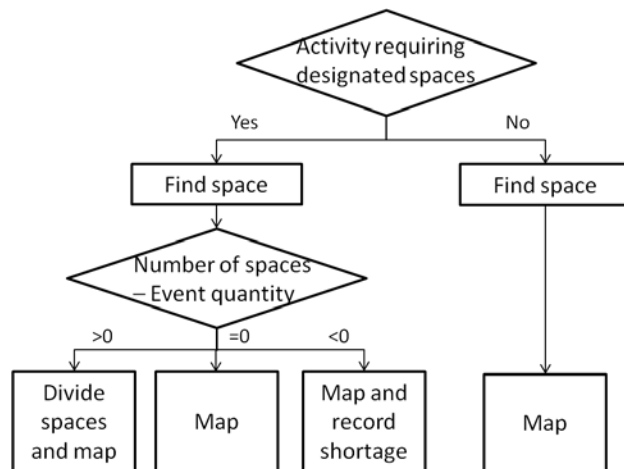 Activity requiring
designated spaces
Yes
No
Find space
Find space
Number of spaces
– Event quantity
>0
=0
<0
Divide
spaces
and map
Map
Map and
record
shortage
Map